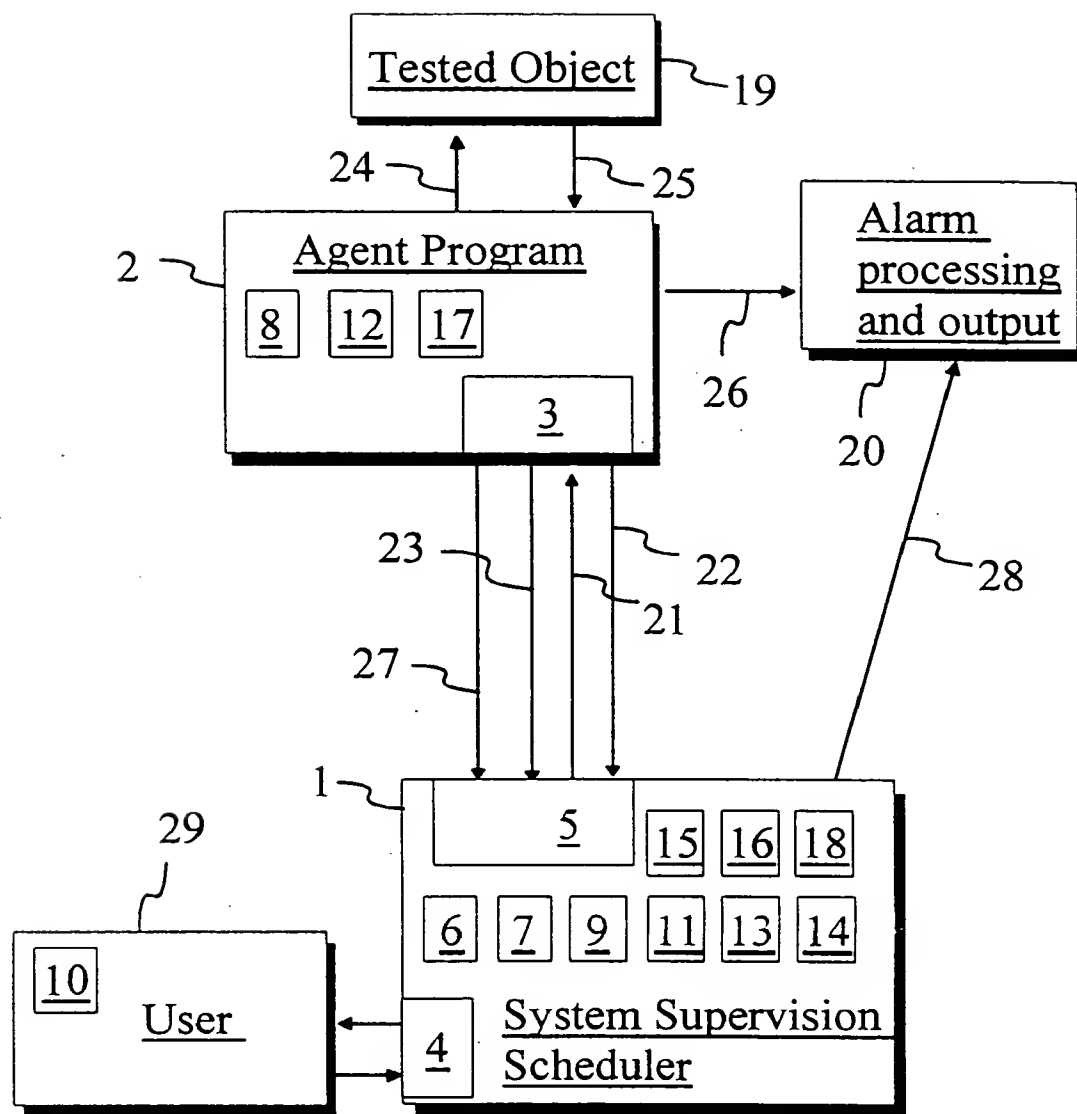 Tested Object
19
24
25
2
Agent Program
Alarm
processing
and output
8 12 17
3
26
20
23
22
21
28
27
1
29
5
15 16 18
6 7 9 11 13 14
10
User
4
System Supervision
Scheduler